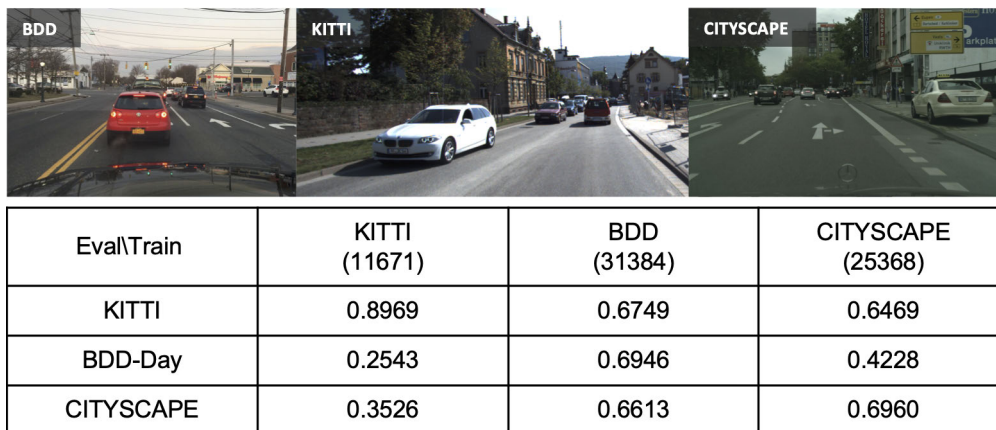 BDD
KITTI
CITYSCAPE
arkplatz
Eval\Train
KITTI
(11671)
BDD
(31384)
CITYSCAPE
(25368)
KITTI
0.8969
0.6749
0.6469
BDD-Day
0.2543
0.6946
0.4228
CITYSCAPE
0.3526
0.6613
0.6960